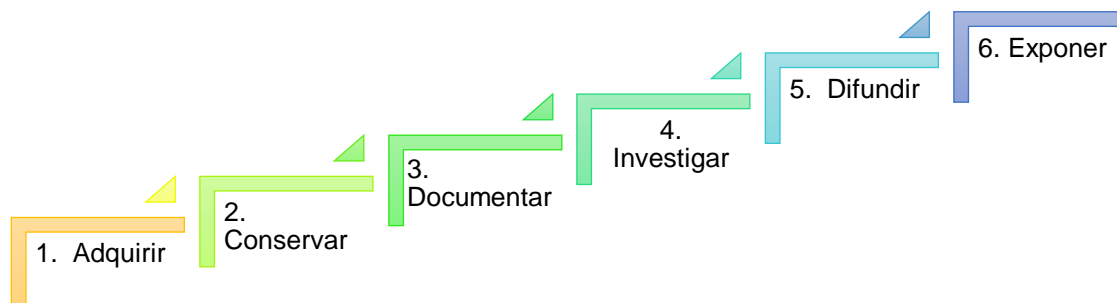 1. Adquirir
2.
Conservar
3.
Documentar
4.
Investigar
5. Difundir
6. Exponer